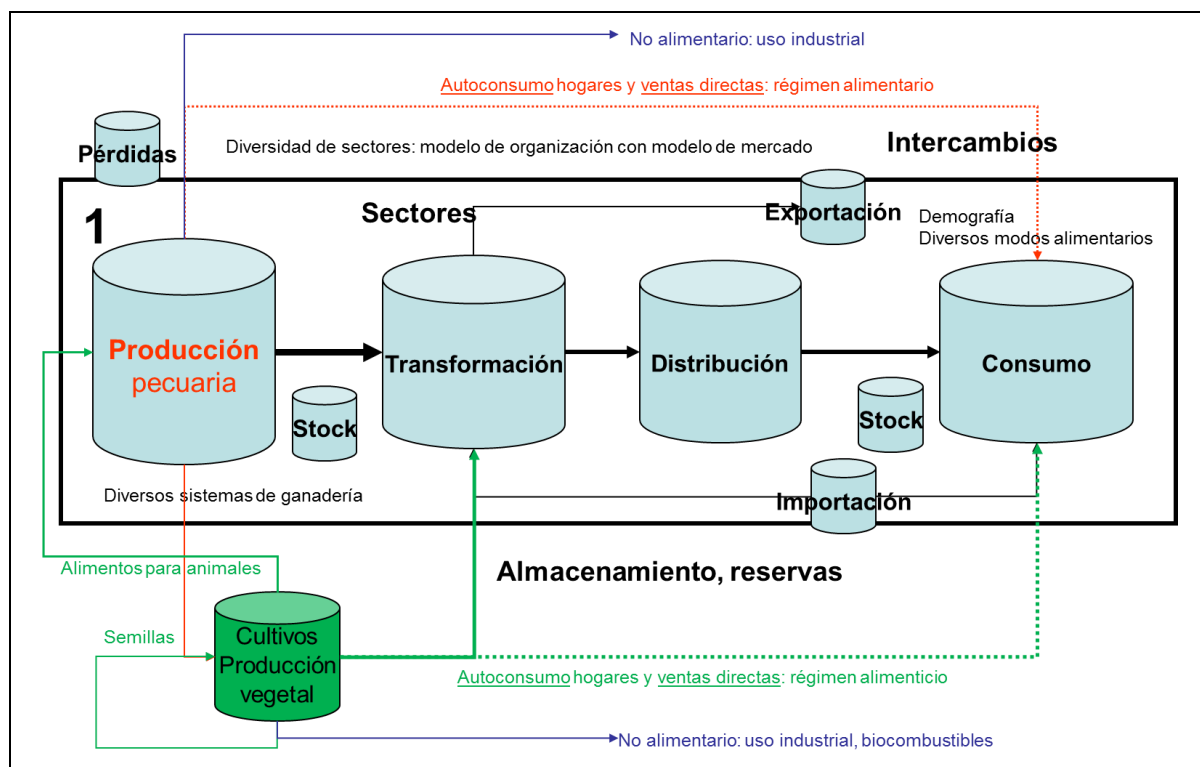 No alimentario: uso industrial
Autoconsumo hogares y ventas directas: régimen alimentario
Pérdidas
Diversidad de sectores: modelo de organización con modelo de mercado
Intercambios
1
Sectores
Exportación
Demografía
Diversos modos alimentarios
Producción
pecuaria
Transformación
Distribución
Consumo
Stock
Stock
Diversos sistemas de ganadería
Importación
Alimentos para animales
Almacenamiento, reservas
Semillas
Cultivos
Producción
vegetal
Autoconsumo hogares y ventas directas: régimen alimenticio
No alimentario: uso industrial, biocombustibles